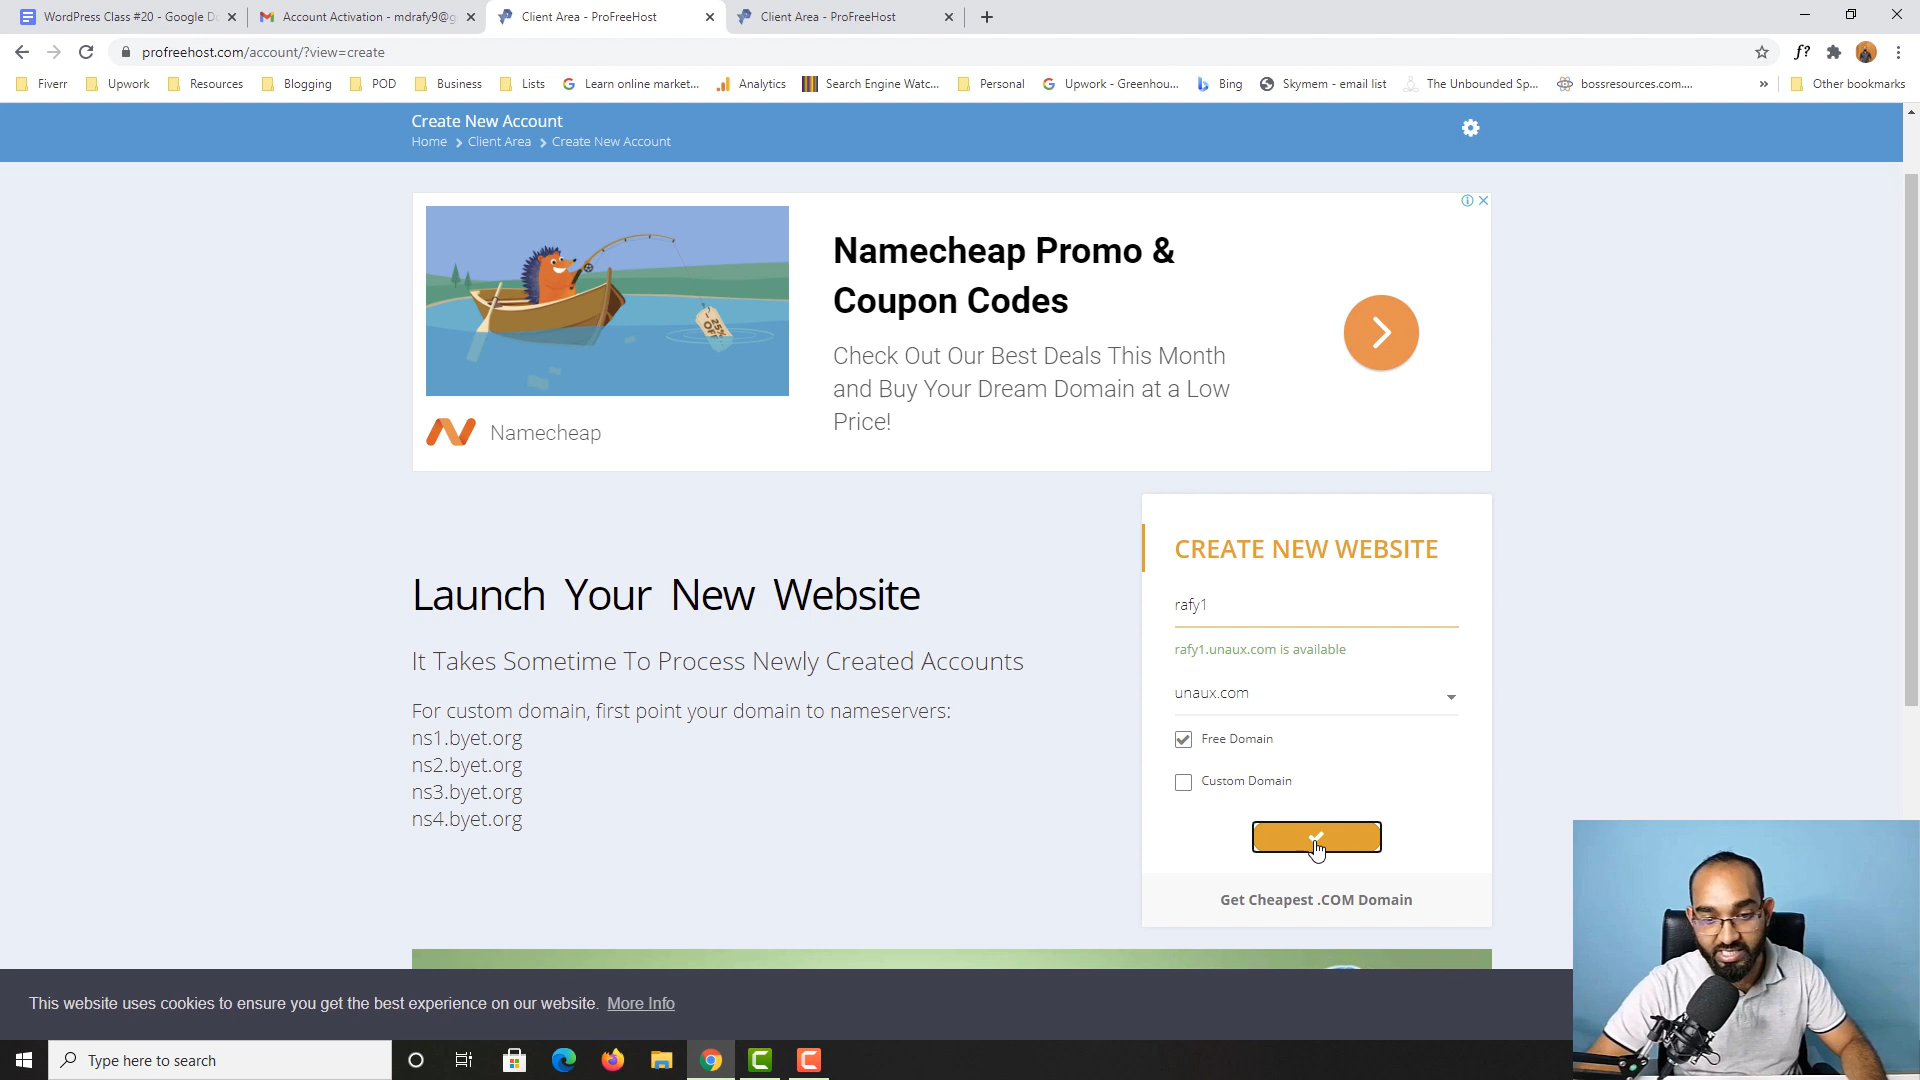 WordPress Class #20 - Google Do
Account Activation - mdrafy9@g
Client Area - ProFreeHost
Client Area - ProFreeHost
profreehost.com/account/?view=create
f?
Fiverr
Upwork
Resources
Blogging
POD
Business
Lists
Learn online market...
Analytics
Search Engine Watc...
Personal
Upwork - Greenhou...
Bing
Skymem - email list
The Unbounded Sp...
bossresources.com...
Other bookmarks
Create New Account
Home > Client Area > Create New Account
Namecheap Promo &
Coupon Codes
Check Out Our Best Deals This Month
and Buy Your Dream Domain at a Low
Price!
25% OFF
Namecheap
Launch Your New Website
It Takes Sometime To Process Newly Created Accounts
For custom domain, first point your domain to nameservers:
ns1.byet.org
ns2.byet.org
ns3.byet.org
ns4.byet.org
CREATE NEW WEBSITE
rafy1
rafy1.unaux.com is available
unaux.com
Free Domain
Custom Domain
Get Cheapest .COM Domain
This website uses cookies to ensure you get the best experience on our website. More Info
Type here to search